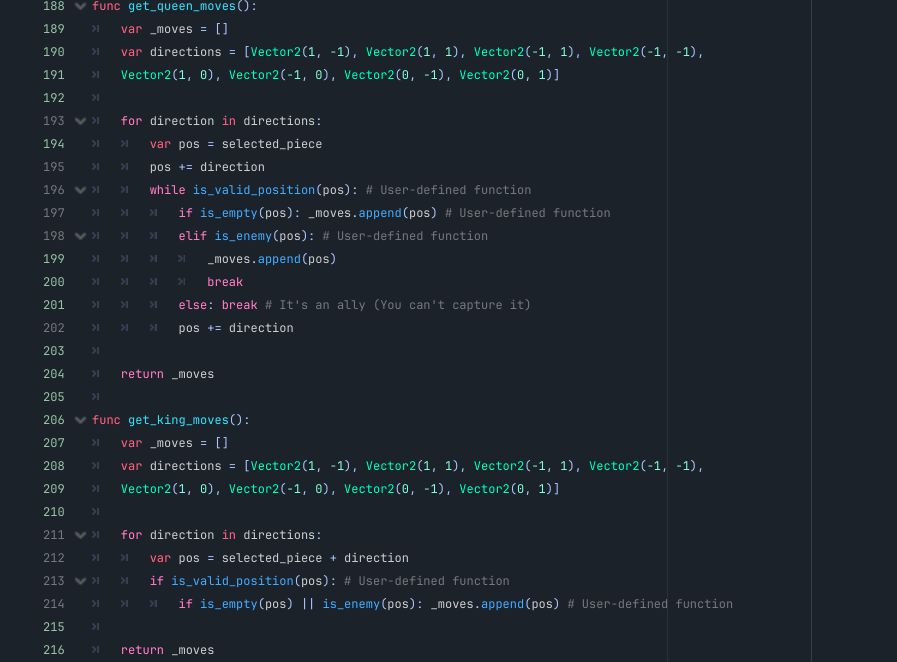 188 func get_queen_moves():
189 var _moves = []
190 var directions = [Vector2(1, -1), Vector2(1, 1), Vector2(-1, 1), Vector2(-1, -1),
191 Vector2(1, 0), Vector2(-1, 0), Vector2(0, -1), Vector2(0, 1)]
192
193 for direction in directions:
194 var pos = selected_piece
195 pos += direction
196 while is_valid_position(pos): # User-defined function
197 if is_empty(pos): _moves.append(pos) # User-defined function
198 elif is_enemy(pos): # User-defined function
199 _moves.append(pos)
200 break
201 else: break # It's an ally (You can't capture it)
202 pos += direction
203
204 return _moves
205
206 func get_king_moves():
207 var _moves = []
208 var directions = [Vector2(1, -1), Vector2(1, 1), Vector2(-1, 1), Vector2(-1, -1),
209 Vector2(1, 0), Vector2(-1, 0), Vector2(0, -1), Vector2(0, 1)]
210
211 for direction in directions:
212 var pos = selected_piece + direction
213 if is_valid_position(pos): # User-defined function
214 if is_empty(pos) || is_enemy(pos): _moves.append(pos) # User-defined function
215
216 return _moves